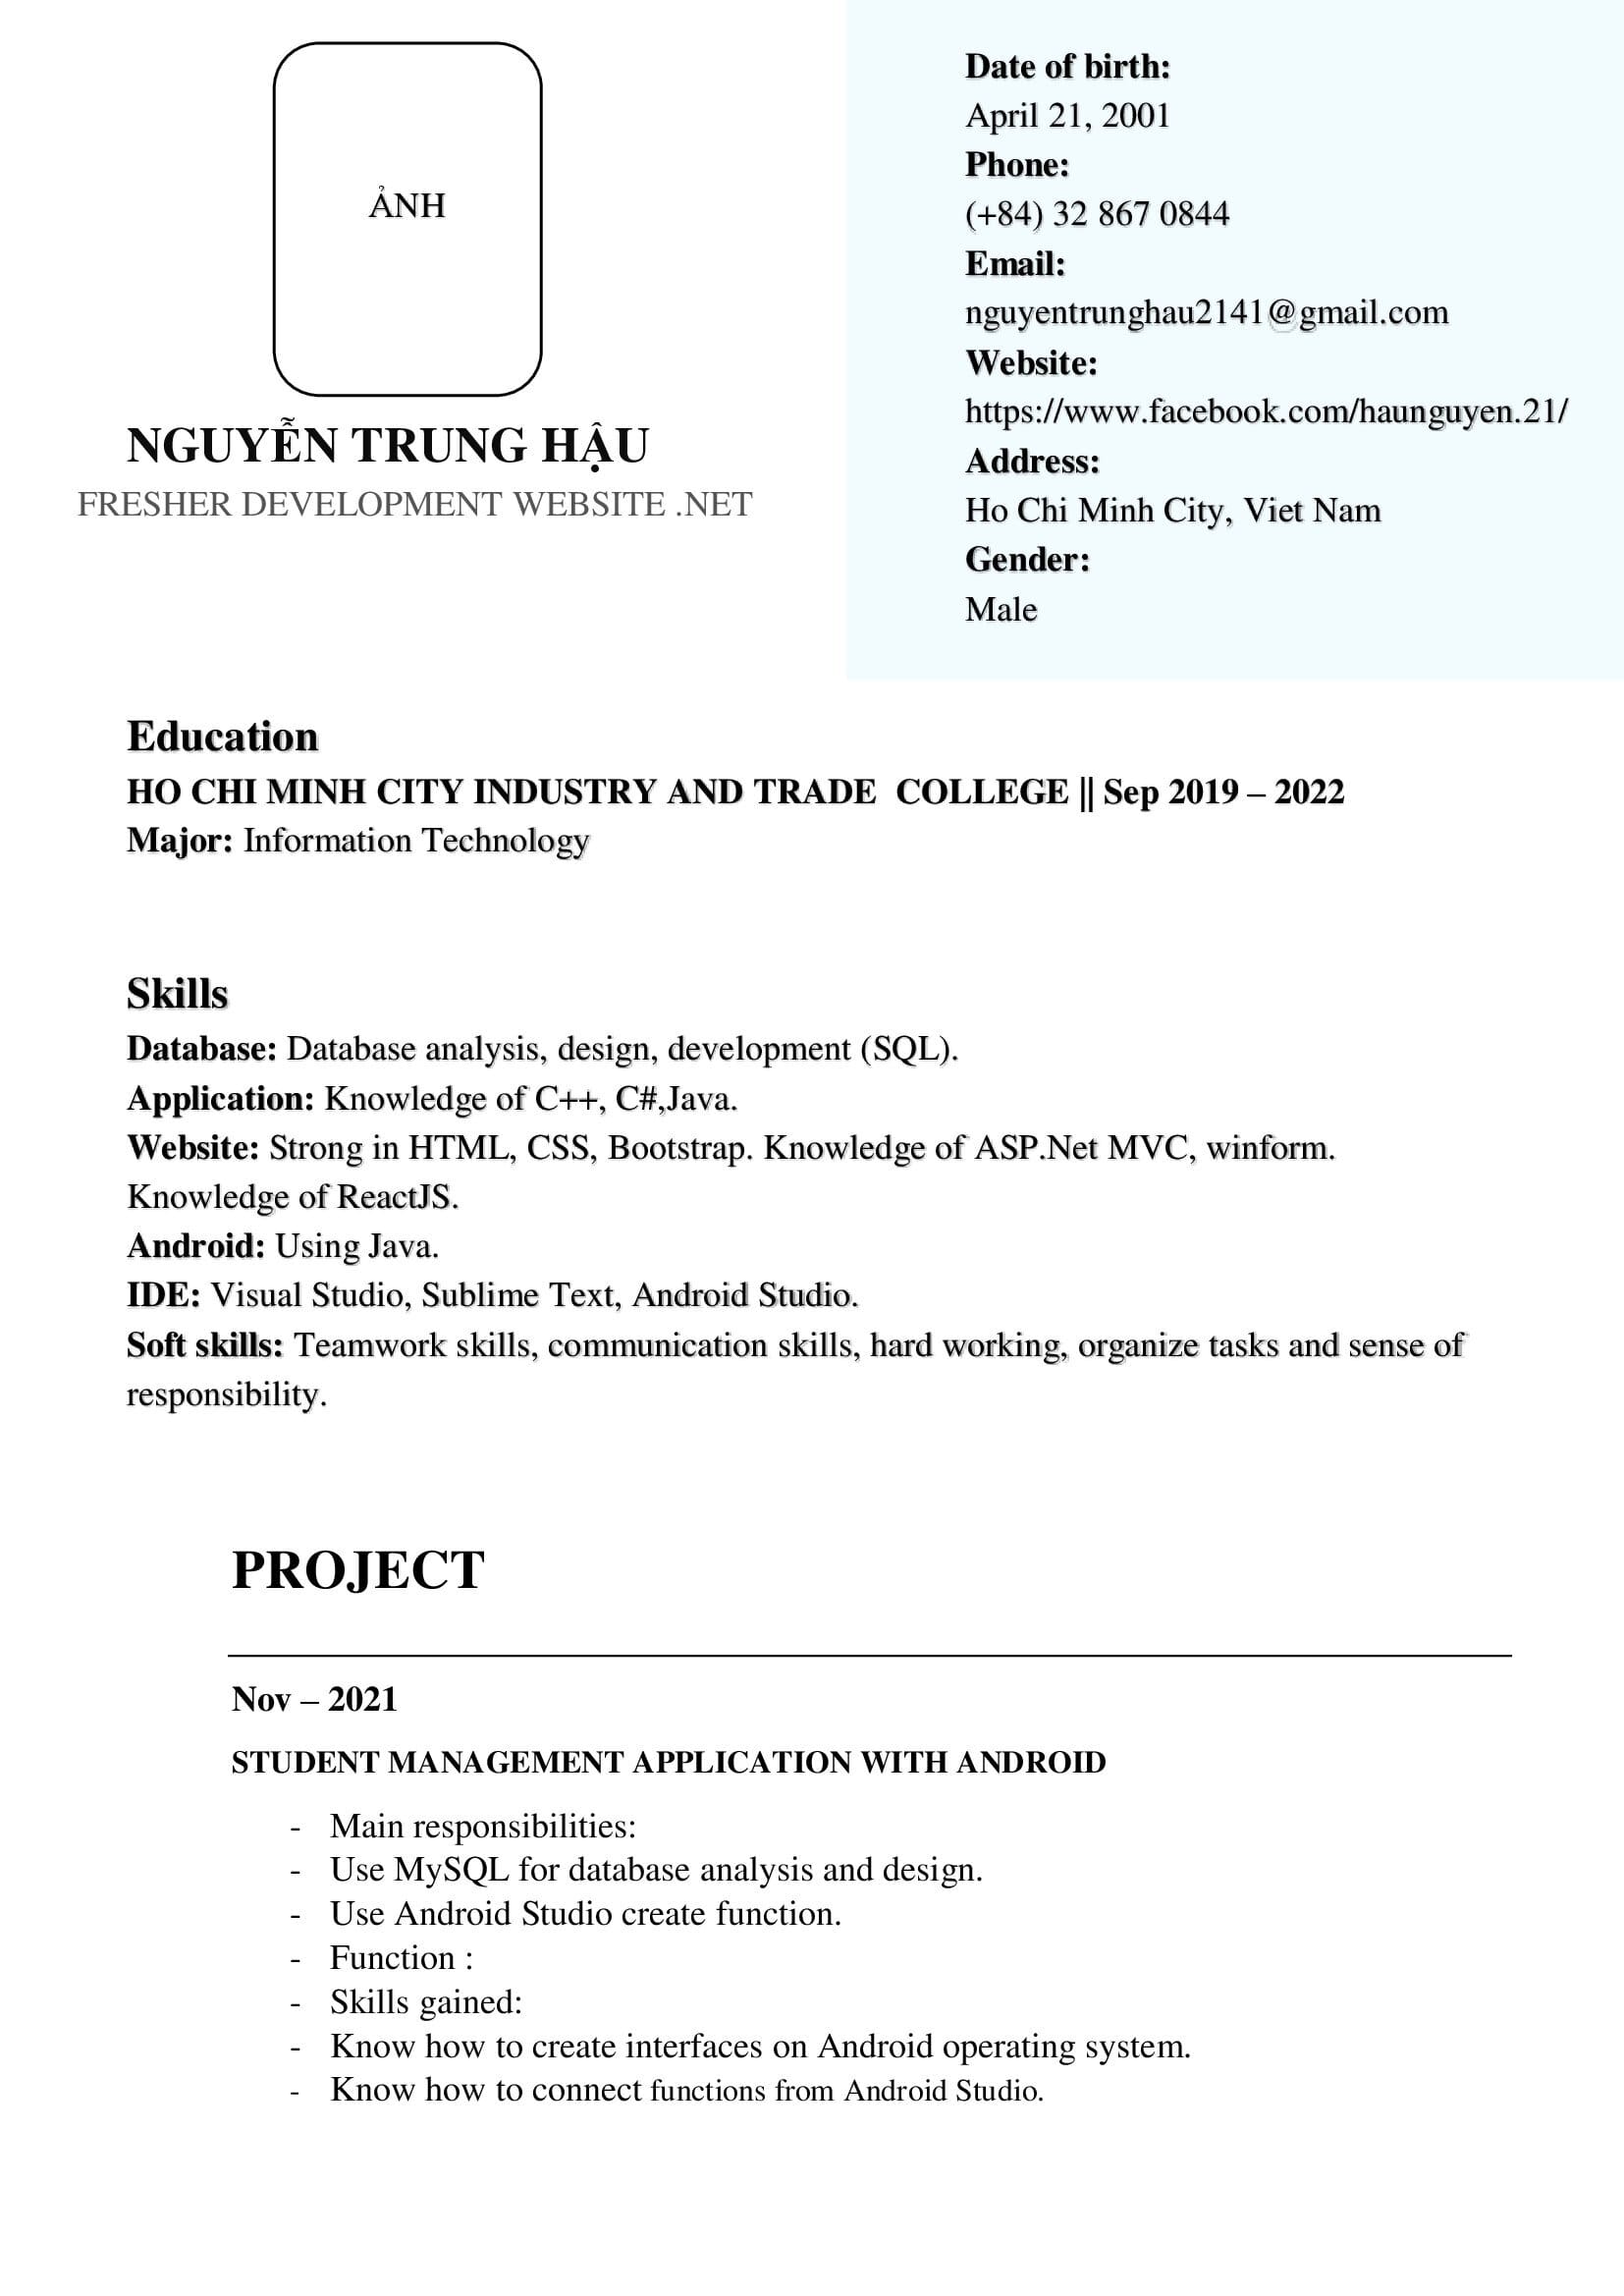 ẢNH
NGUYỄN TRUNG HẬU
FRESHER DEVELOPMENT WEBSITE .NET
Date of birth:
April 21, 2001
Phone:
(+84) 32 867 0844
Email:
nguyentrunghau2141@gmail.com
Website:
https://www.facebook.com/haunguyen.21/
Address:
Ho Chi Minh City, Viet Nam
Gender:
Male
Education
HO CHI MINH CITY INDUSTRY AND TRADE  COLLEGE || Sep 2019 – 2022
Major: Information Technology
Skills
Database: Database analysis, design, development (SQL).
Application: Knowledge of C++, C#,Java.
Website: Strong in HTML, CSS, Bootstrap. Knowledge of ASP.Net MVC, winform.
Knowledge of ReactJS.
Android: Using Java.
IDE: Visual Studio, Sublime Text, Android Studio.
Soft skills: Teamwork skills, communication skills, hard working, organize tasks and sense of
responsibility.
PROJECT
Nov – 2021
STUDENT MANAGEMENT APPLICATION WITH ANDROID
- Main responsibilities:
- Use MySQL for database analysis and design.
- Use Android Studio create function.
- Function :
- Skills gained:
- Know how to create interfaces on Android operating system.
- Know how to connect functions from Android Studio.